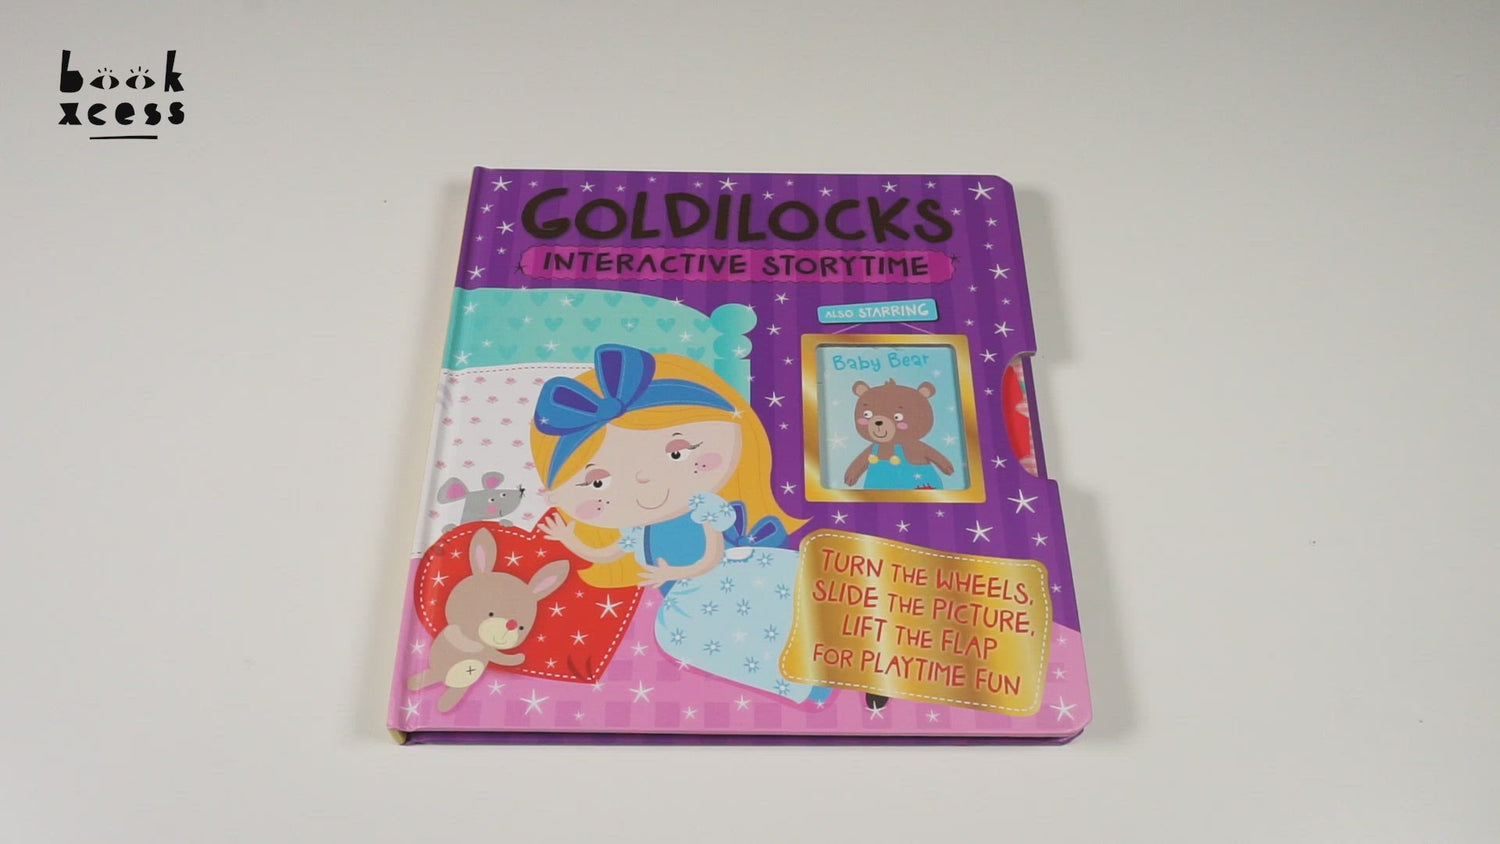 book
xcess
GOLDILOCKS
INTERACTIVE STORYTIME
ALSO STARRING
Baby Bear
TURN THE WHEELS,
SLIDE THE PICTURE,
LIFT THE FLAP
FOR PLAYTIME FUN